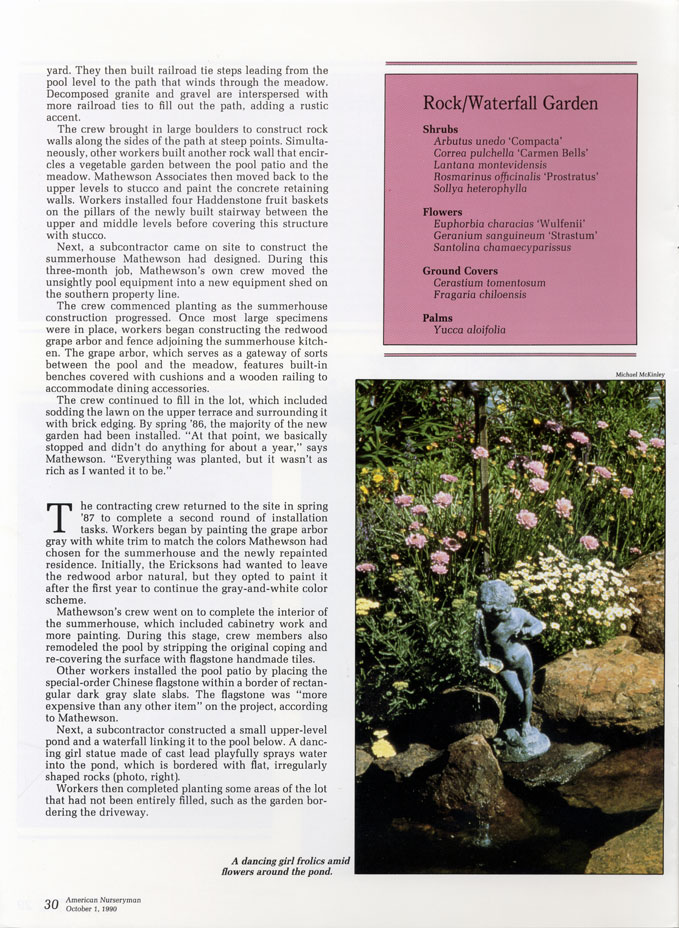 yard. They then built railroad tie steps leading from the
pool level to the path that winds through the meadow.
Decomposed granite and gravel are interspersed with
more railroad ties to fill out the path, adding a rustic
accent.
The crew brought in large boulders to construct rock
walls along the sides of the path at steep points. Simulta-
neously, other workers built another rock wall that encir-
cles a vegetable garden between the pool patio and the
meadow. Mathewson Associates then moved back to the
upper levels to stucco and paint the concrete retaining
walls. Workers installed four Haddenstone fruit baskets
on the pillars of the newly built stairway between the
upper and middle levels before covering this structure
with stucco.
Next, a subcontractor came on site to construct the
summerhouse Mathewson had designed. During this
three-month job, Mathewson's own crew moved the
unsightly pool equipment into a new equipment shed on
the southern property line.
The crew commenced planting as the summerhouse
construction progressed. Once most large specimens
were in place, workers began constructing the redwood
grape arbor and fence adjoining the summerhouse kitch-
en. The grape arbor, which serves as a gateway of sorts
between the pool and the meadow, features built-in
benches covered with cushions and a wooden railing to
accommodate dining accessories.
The crew continued to fill in the lot, which included
sodding the lawn on the upper terrace and surrounding it
with brick edging. By spring '86, the majority of the new
garden had been installed. "At that point, we basically
stopped and didn't do anything for about a year," says
Mathewson. "Everything was planted, but it wasn't as
rich as I wanted it to be."
The contracting crew returned to the site in spring
'87 to complete a second round of installation
tasks. Workers began by painting the grape arbor
gray with white trim to match the colors Mathewson had
chosen for the summerhouse and the newly repainted
residence. Initially, the Ericksons had wanted to leave
the redwood arbor natural, but they opted to paint it
after the first year to continue the gray-and-white color
scheme.
Mathewson's crew went on to complete the interior of
the summerhouse, which included cabinetry work and
more painting. During this stage, crew members also
remodeled the pool by stripping the original coping and
re-covering the surface with flagstone handmade tiles.
Other workers installed the pool patio by placing the
special-order Chinese flagstone within a border of rectan-
gular dark gray slate slabs. The flagstone was "more
expensive than any other item" on the project, according
to Mathewson.
Next, a subcontractor constructed a small upper-level
pond and a waterfall linking it to the pool below. A danc-
ing girl statue made of cast lead playfully sprays water
into the pond, which is bordered with flat, irregularly
shaped rocks (photo, right).
Workers then completed planting some areas of the lot
that had not been entirely filled, such as the garden bor-
dering the driveway.
Rock/Waterfall Garden
Shrubs
Arbutus unedo 'Compacta'
Correa pulchella 'Carmen Bells'
Lantana montevidensis
Rosmarinus officinalis 'Prostratus'
Sollya heterophylla
Flowers
Euphorbia characias 'Wulfenii'
Geranium sanguineum 'Strastum'
Santolina chamaecyparissus
Ground Covers
Cerastium tomentosum
Fragaria chiloensis
Palms
Yucca aloifolia
Michael McKinley
A dancing girl frolics amid
flowers around the pond.
30 American Nurseryman
October 1, 1990